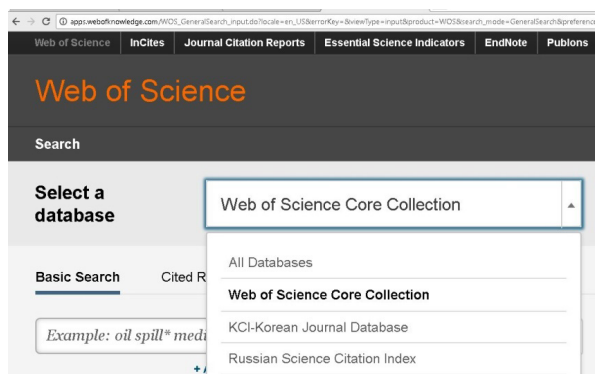 apps.webofknowledge.com/WOS_GeneralSearch_input.do?locale=en_US&errorKey=&viewType=input&product=WOS&search_mode=GeneralSearch&preference
Web of Science InCites Journal Citation Reports Essential Science Indicators EndNote Publons
Web of Science
Search
Select a
database
Web of Science Core Collection
All Databases
Basic Search Cited R
Web of Science Core Collection
KCI-Korean Journal Database
Example: oil spill* medi
Russian Science Citation Index
+ A